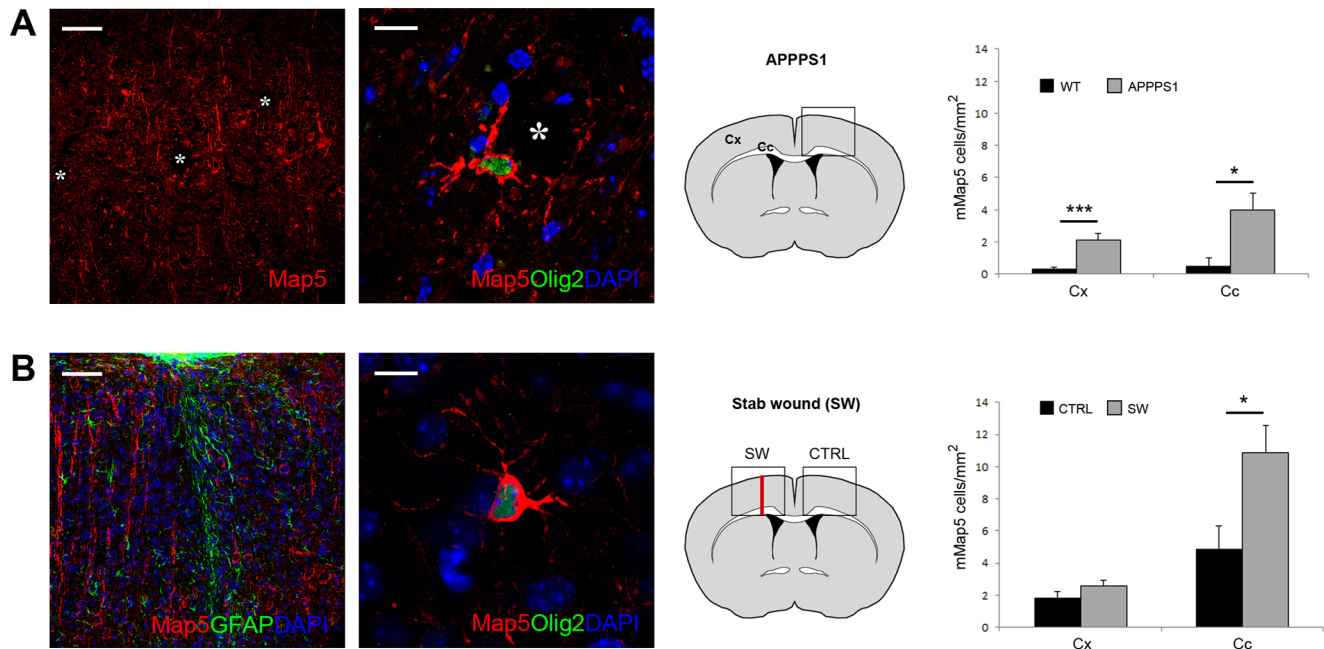 A
*
*
*
Map5
*
Map5Olig2DAPI
APPPS1
Cx
Cc
mMap5 cells/mm²
14
12
10
8
6
4
2
0
WT
APPPS1
***
*
Cx
Cc
B
Map5GFAPDAPI
Map5Olig2DAPI
Stab wound (SW)
SW
CTRL
mMap5 cells/mm²
14
12
10
8
6
4
2
0
CTRL
SW
*
Cx
Cc